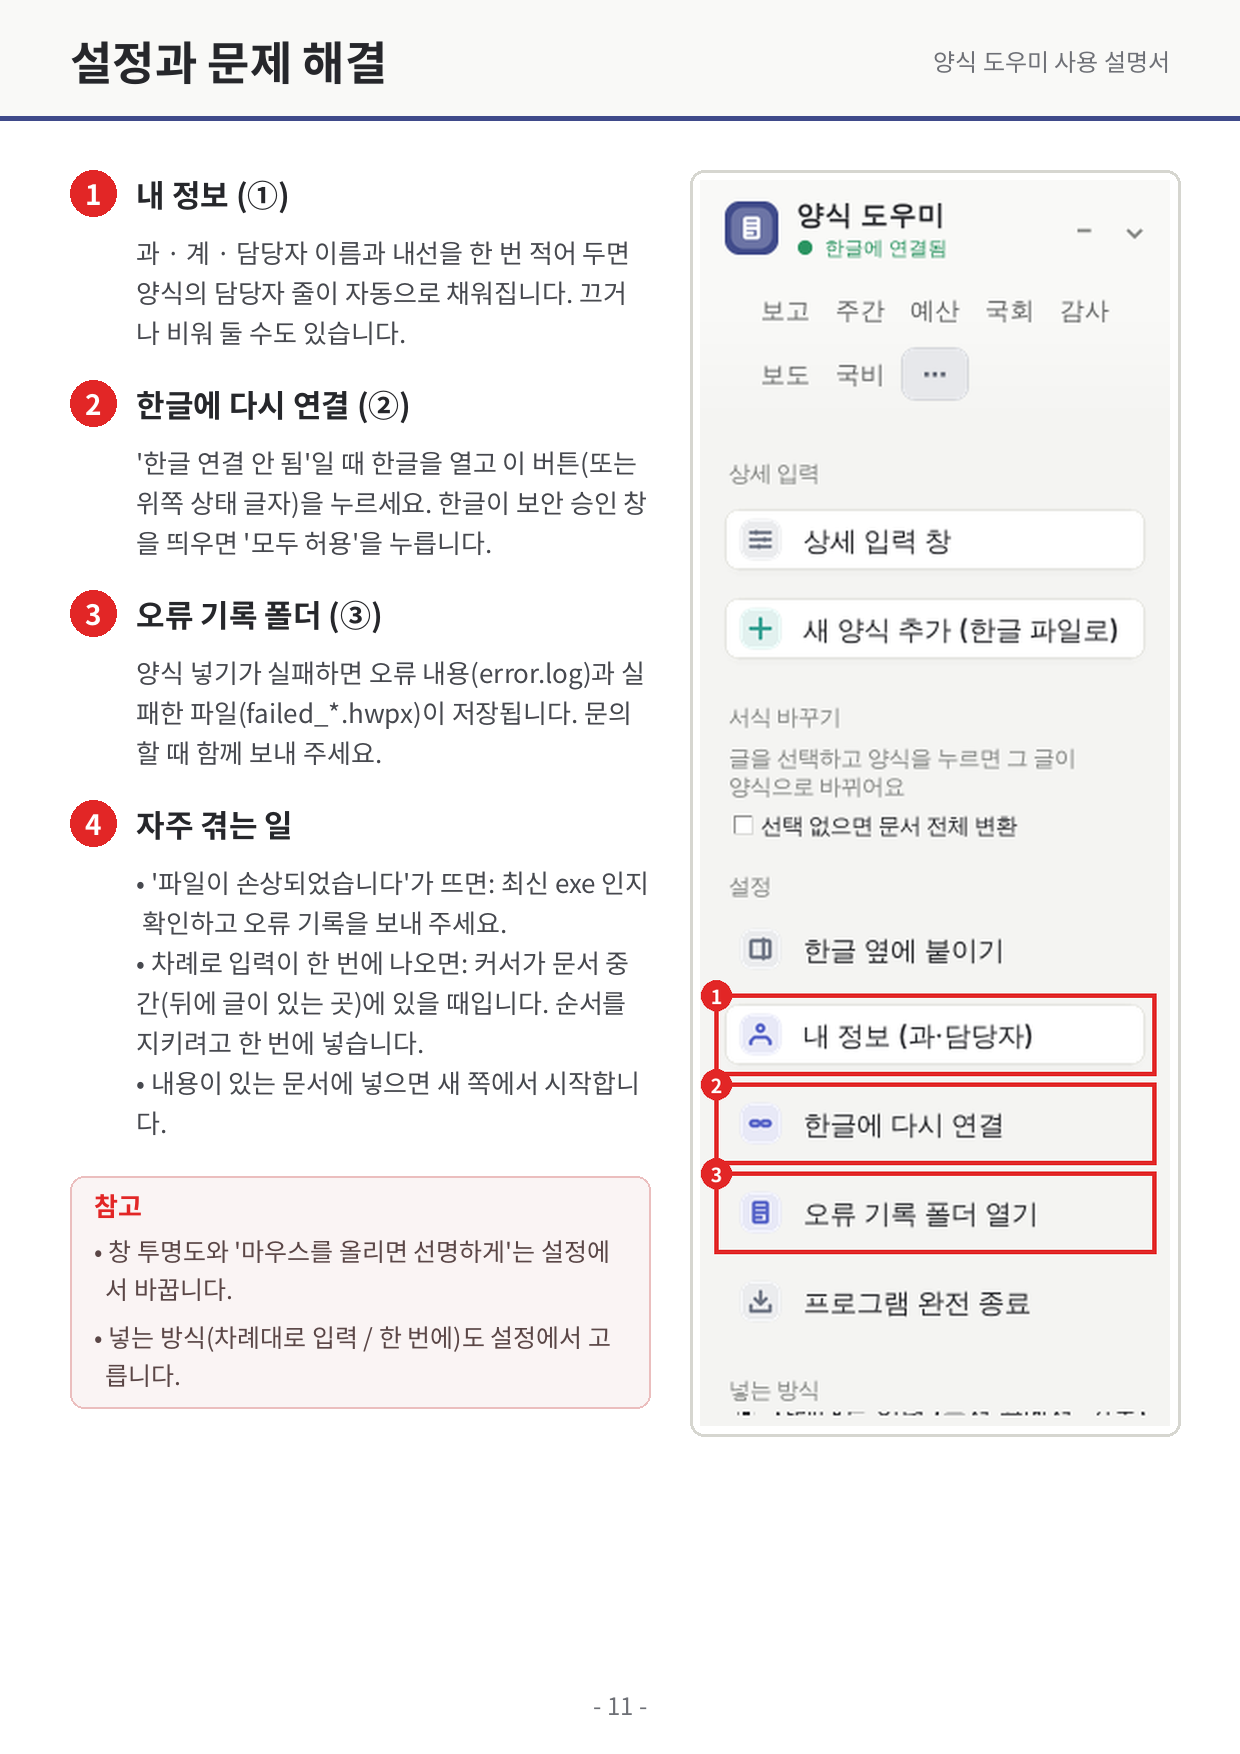 설정과 문제 해결
양식 도우미 사용 설명서
1 내 정보 (①)
과 · 계 · 담당자 이름과 내선을 한 번 적어 두면
양식의 담당자 줄이 자동으로 채워집니다. 끄거
나 비워 둘 수도 있습니다.
2 한글에 다시 연결 (②)
'한글 연결 안 됨'일 때 한글을 열고 이 버튼(또는
위쪽 상태 글자)을 누르세요. 한글이 보안 승인 창
을 띄우면 '모두 허용'을 누릅니다.
3 오류 기록 폴더 (③)
양식 넣기가 실패하면 오류 내용(error.log)과 실
패한 파일(failed_*.hwpx)이 저장됩니다. 문의
할 때 함께 보내 주세요.
4 자주 겪는 일
• '파일이 손상되었습니다'가 뜨면: 최신 exe 인지
확인하고 오류 기록을 보내 주세요.
• 차례로 입력이 한 번에 나오면: 커서가 문서 중
간(뒤에 글이 있는 곳)에 있을 때입니다. 순서를
지키려고 한 번에 넣습니다.
• 내용이 있는 문서에 넣으면 새 쪽에서 시작합니
다.
참고
• 창 투명도와 '마우스를 올리면 선명하게'는 설정에
서 바꿉니다.
• 넣는 방식(차례대로 입력 / 한 번에)도 설정에서 고
릅니다.
양식 도우미
한글에 연결됨
보고 주간 예산 국회 감사
보도 국비 ···
상세 입력
상세 입력 창
새 양식 추가 (한글 파일로)
서식 바꾸기
글을 선택하고 양식을 누르면 그 글이
양식으로 바뀌어요
선택 없으면 문서 전체 변환
설정
한글 옆에 붙이기
1 내 정보 (과·담당자)
2 한글에 다시 연결
3 오류 기록 폴더 열기
프로그램 완전 종료
넣는 방식
- 11 -